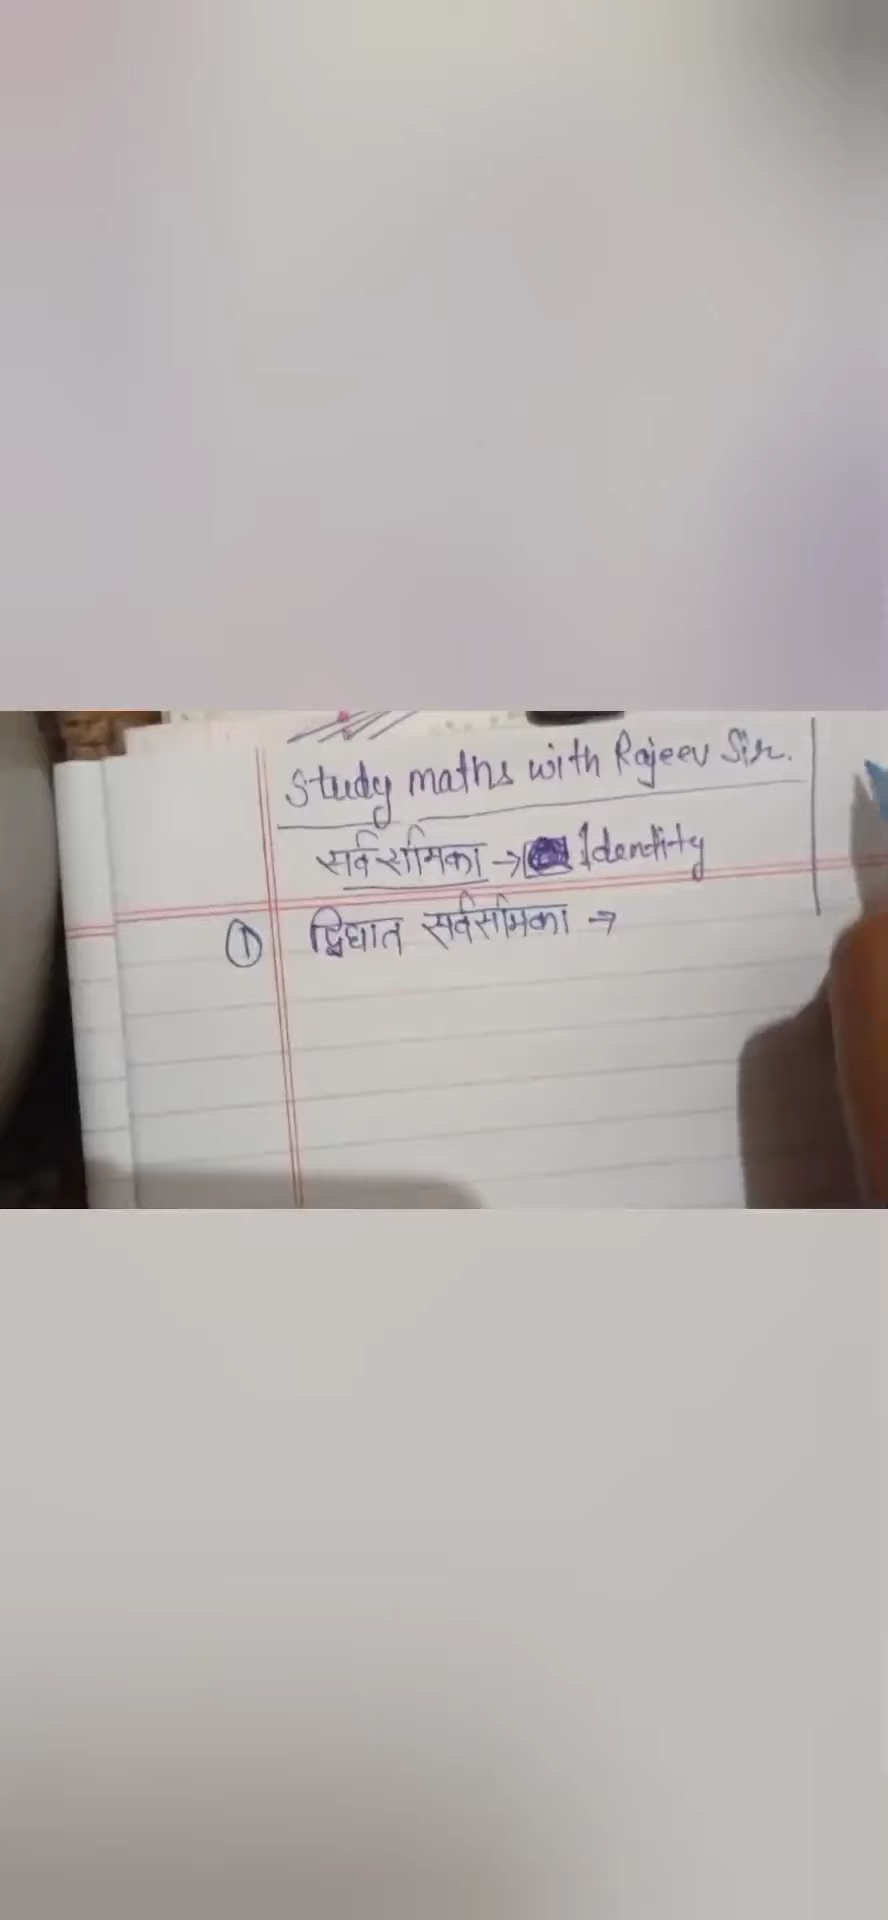 Study maths with Rajeev Sir.
सर्वसमिका → Identity
① द्विघात सर्वसमिका →